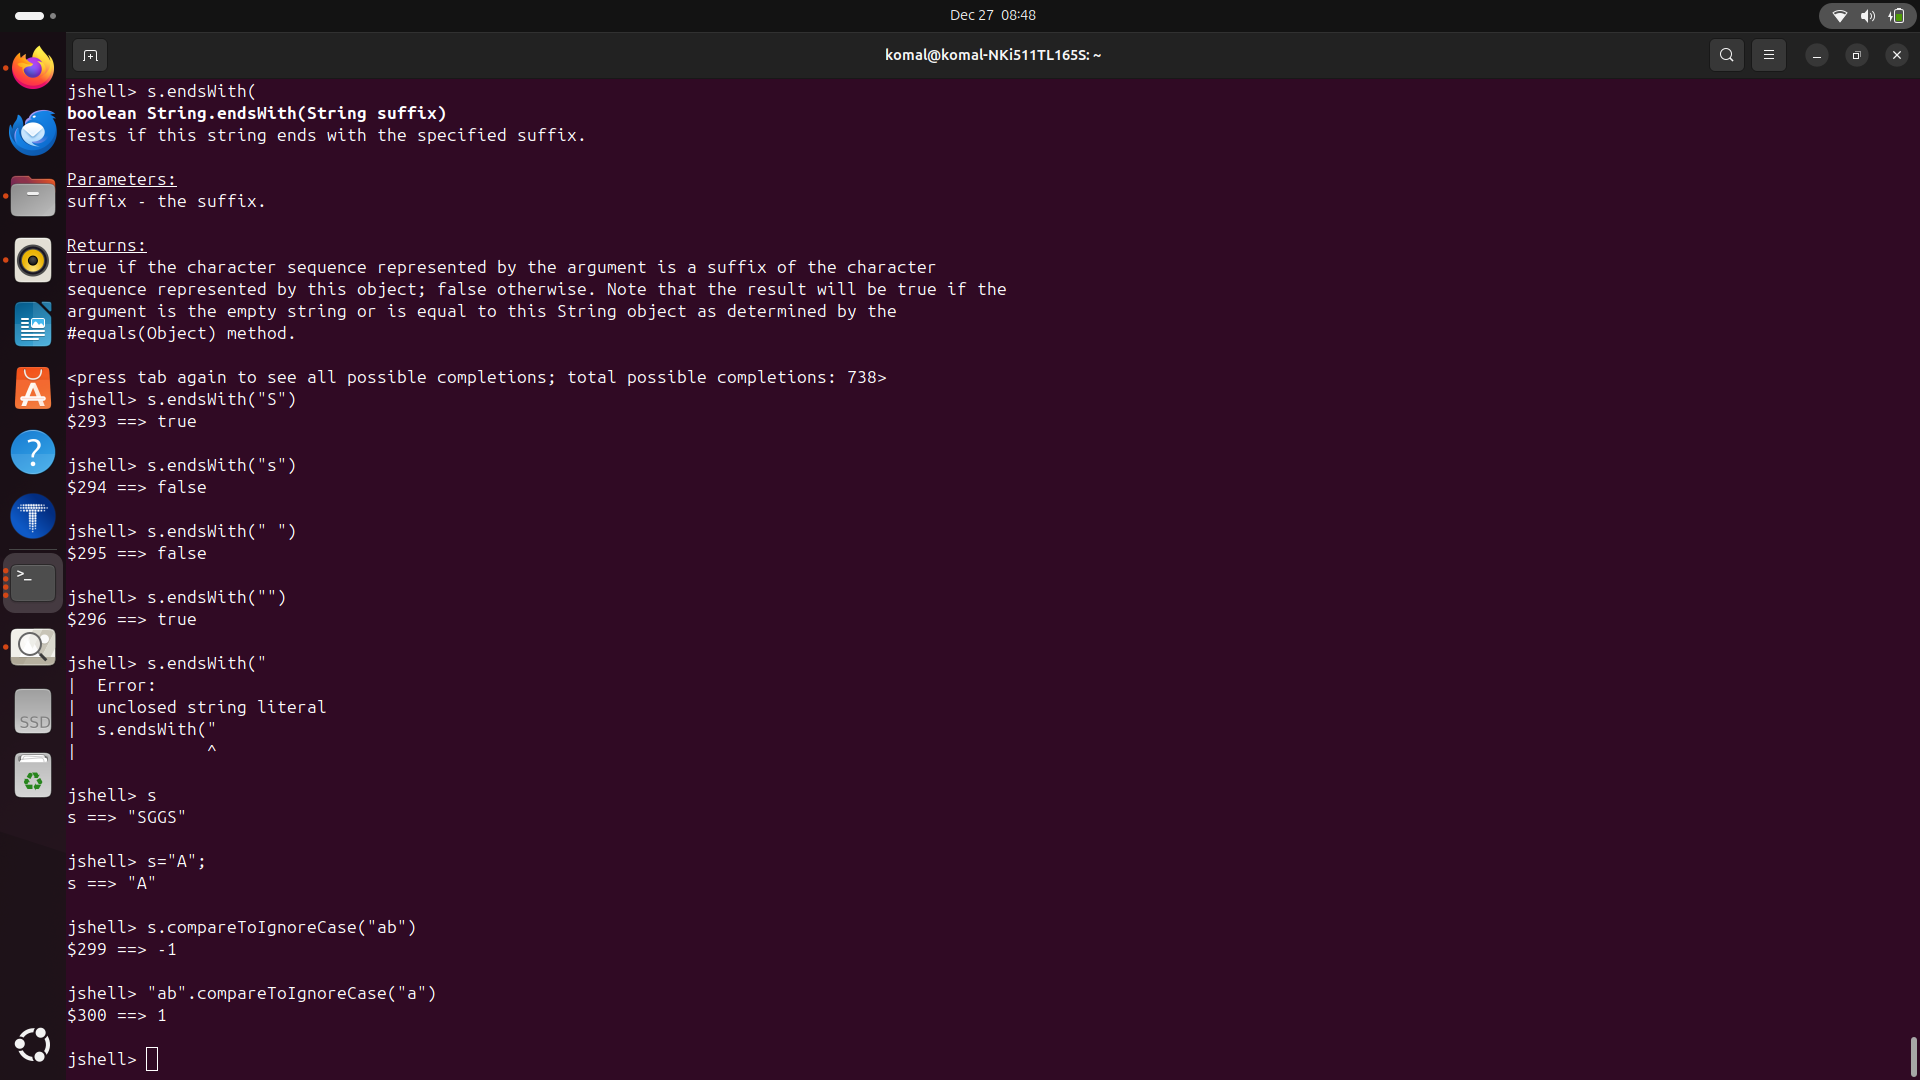 Dec 27 08:48
komal@komal-NKi511TL165S: ~
jshell> s.endsWith(
boolean String.endsWith(String suffix)
Tests if this string ends with the specified suffix.
Parameters:
suffix - the suffix.
Returns:
true if the character sequence represented by the argument is a suffix of the character
sequence represented by this object; false otherwise. Note that the result will be true if the
argument is the empty string or is equal to this String object as determined by the
#equals(Object) method.
<press tab again to see all possible completions; total possible completions: 738>
jshell> s.endsWith("S")
$293 ==> true
jshell> s.endsWith("s")
$294 ==> false
jshell> s.endsWith(" ")
$295 ==> false
jshell> s.endsWith("")
$296 ==> true
jshell> s.endsWith("
|  Error:
|  unclosed string literal
|  s.endsWith("
|             ^
jshell> s
s ==> "SGGS"
jshell> s="A";
s ==> "A"
jshell> s.compareToIgnoreCase("ab")
$299 ==> -1
jshell> "ab".compareToIgnoreCase("a")
$300 ==> 1
jshell>
SSD